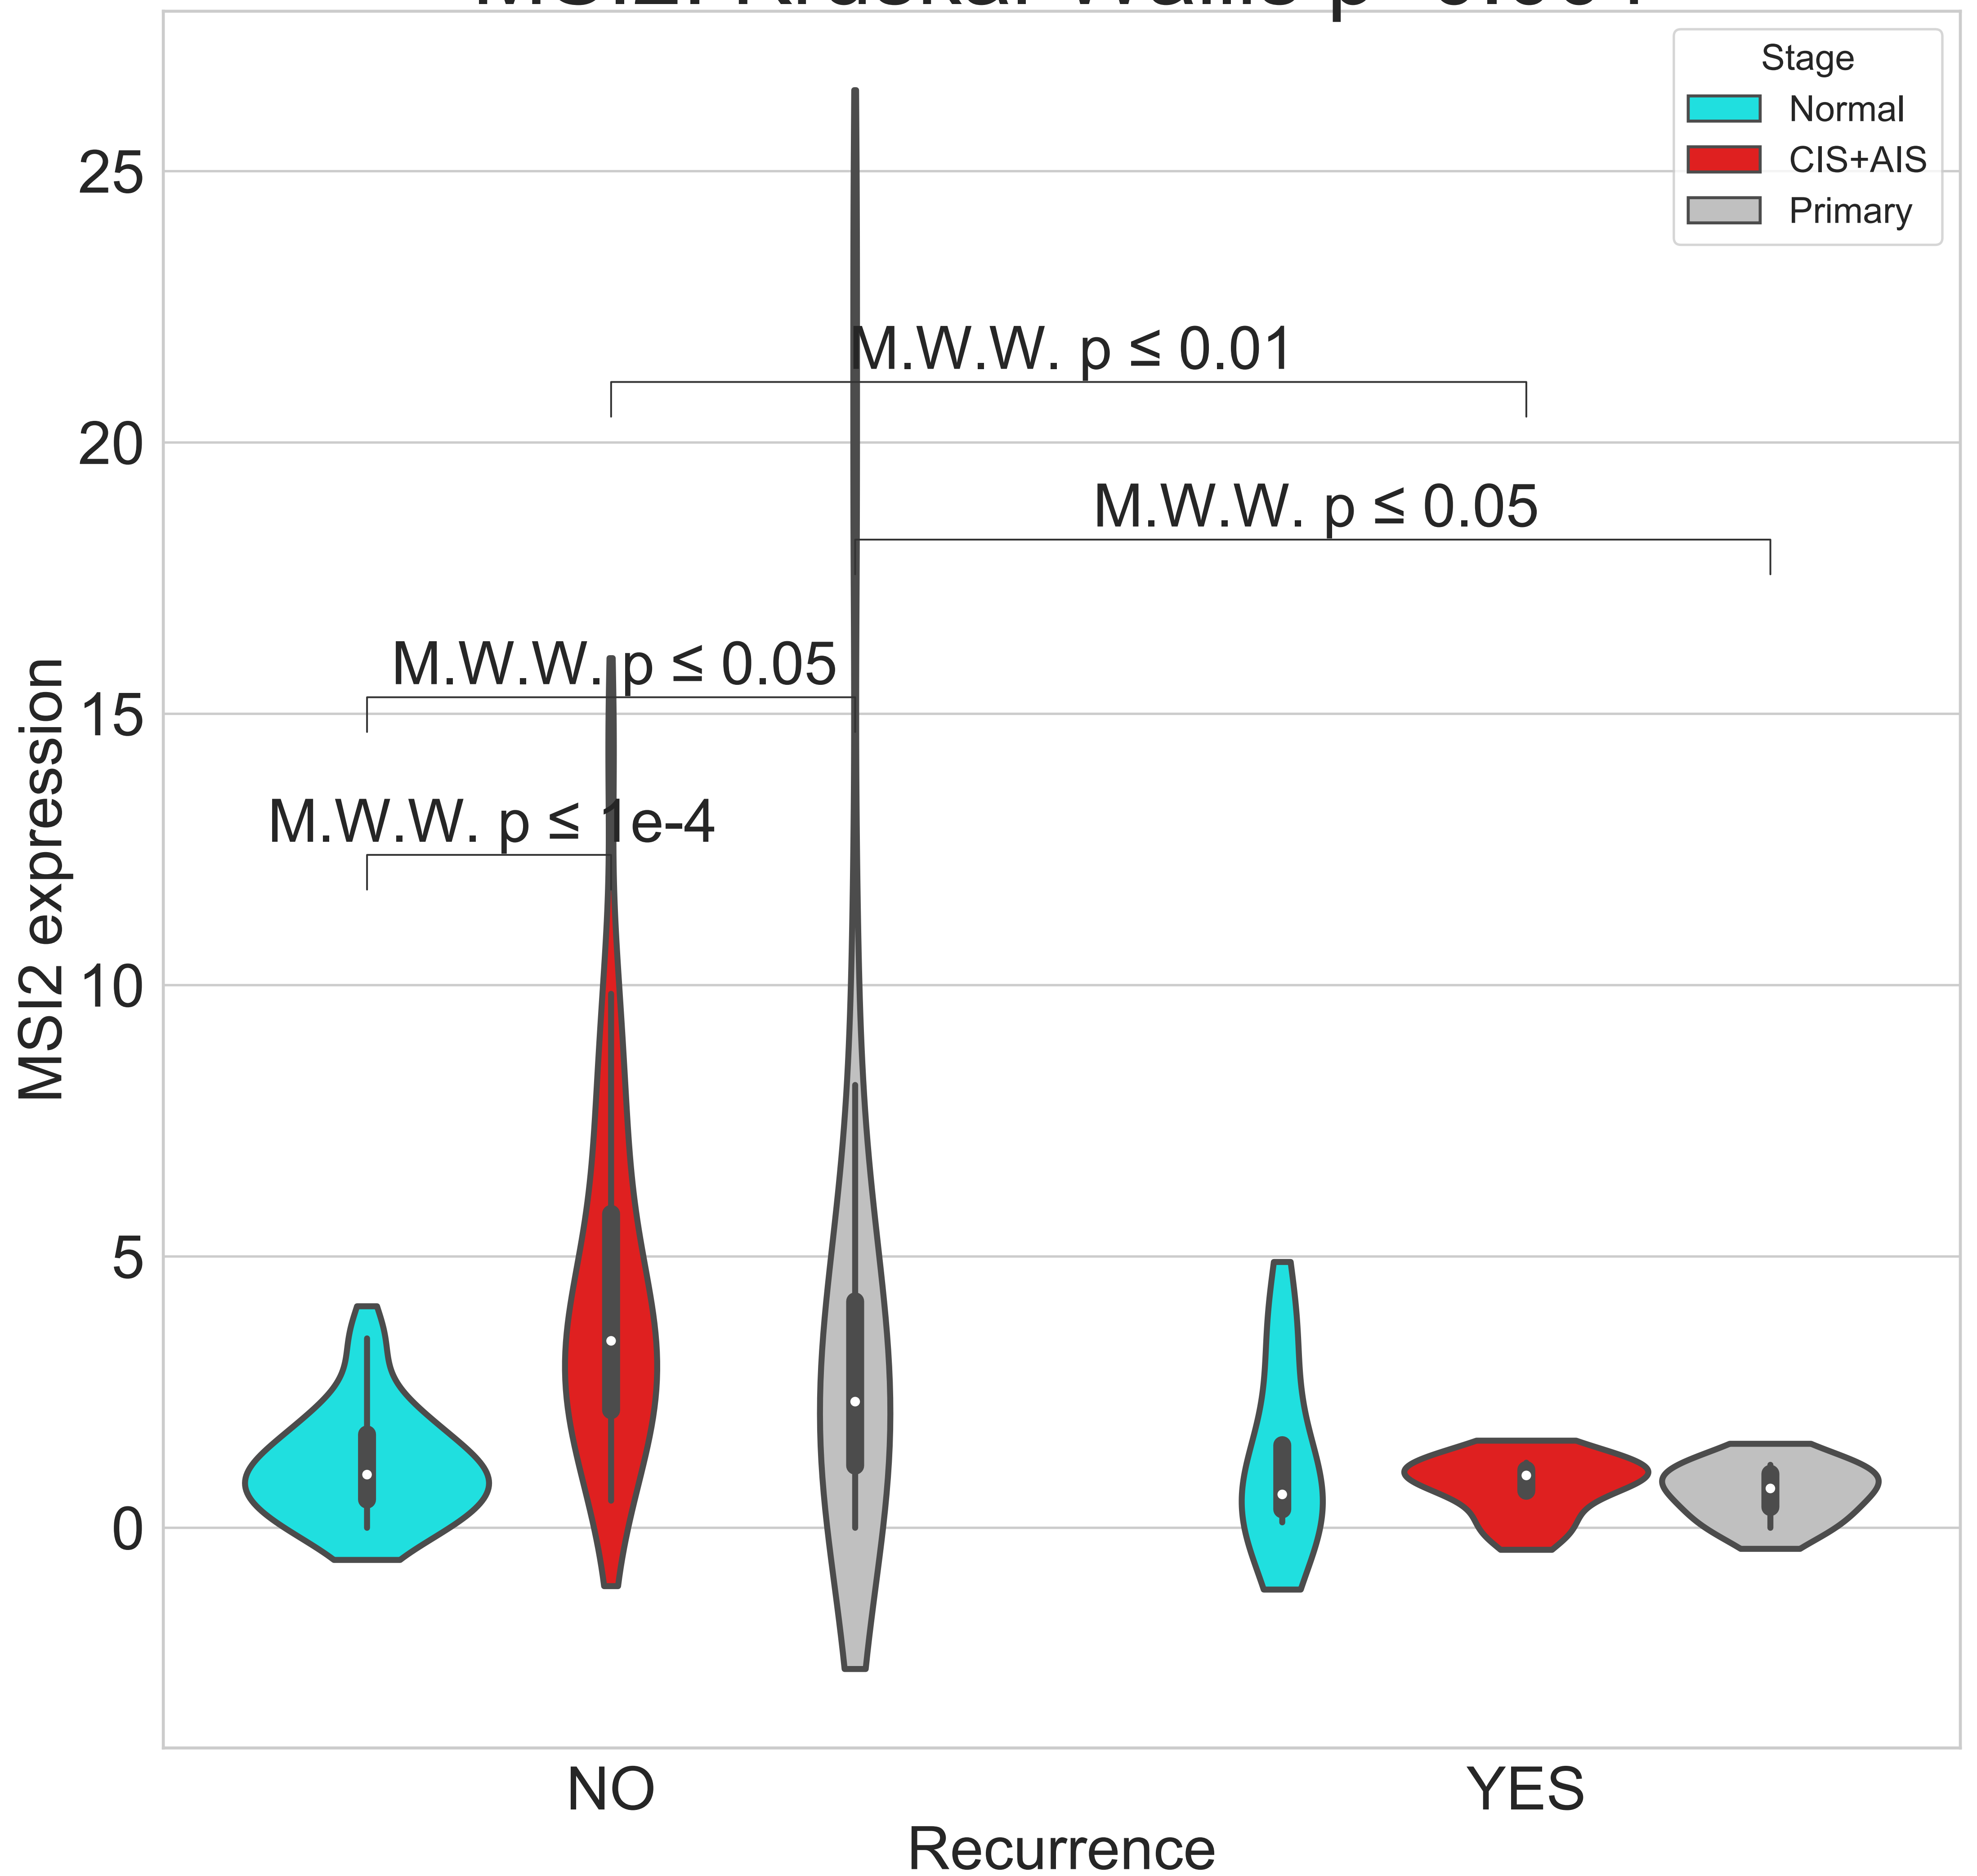 Stage
Normal
CIS+AIS
Primary
25
20
15
10
5
0
MSI2 expression
M.W.W. p ≤ 0.01
M.W.W. p ≤ 0.05
M.W.W. p ≤ 0.05
M.W.W. p ≤ 1e-4
NO
YES
Recurrence